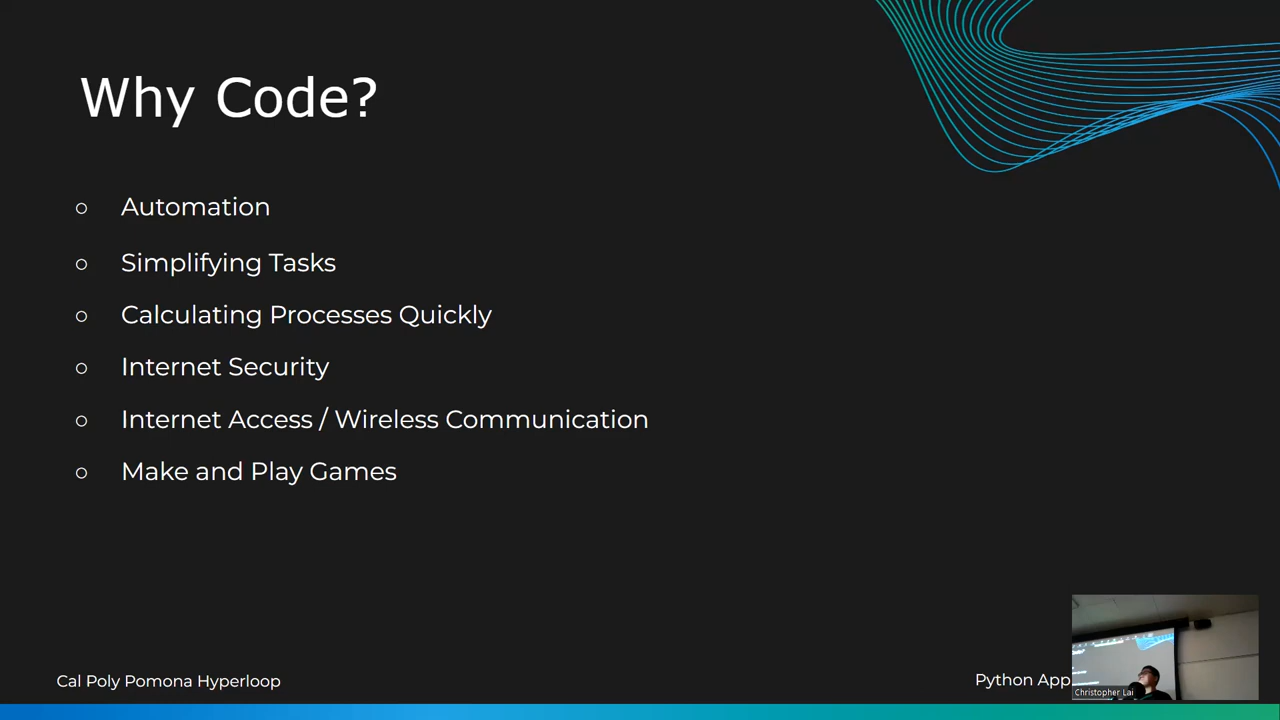 Why Code?
Automation
Simplifying Tasks
Calculating Processes Quickly
Internet Security
Internet Access / Wireless Communication
Make and Play Games
Cal Poly Pomona Hyperloop
Python App
Christopher Lai